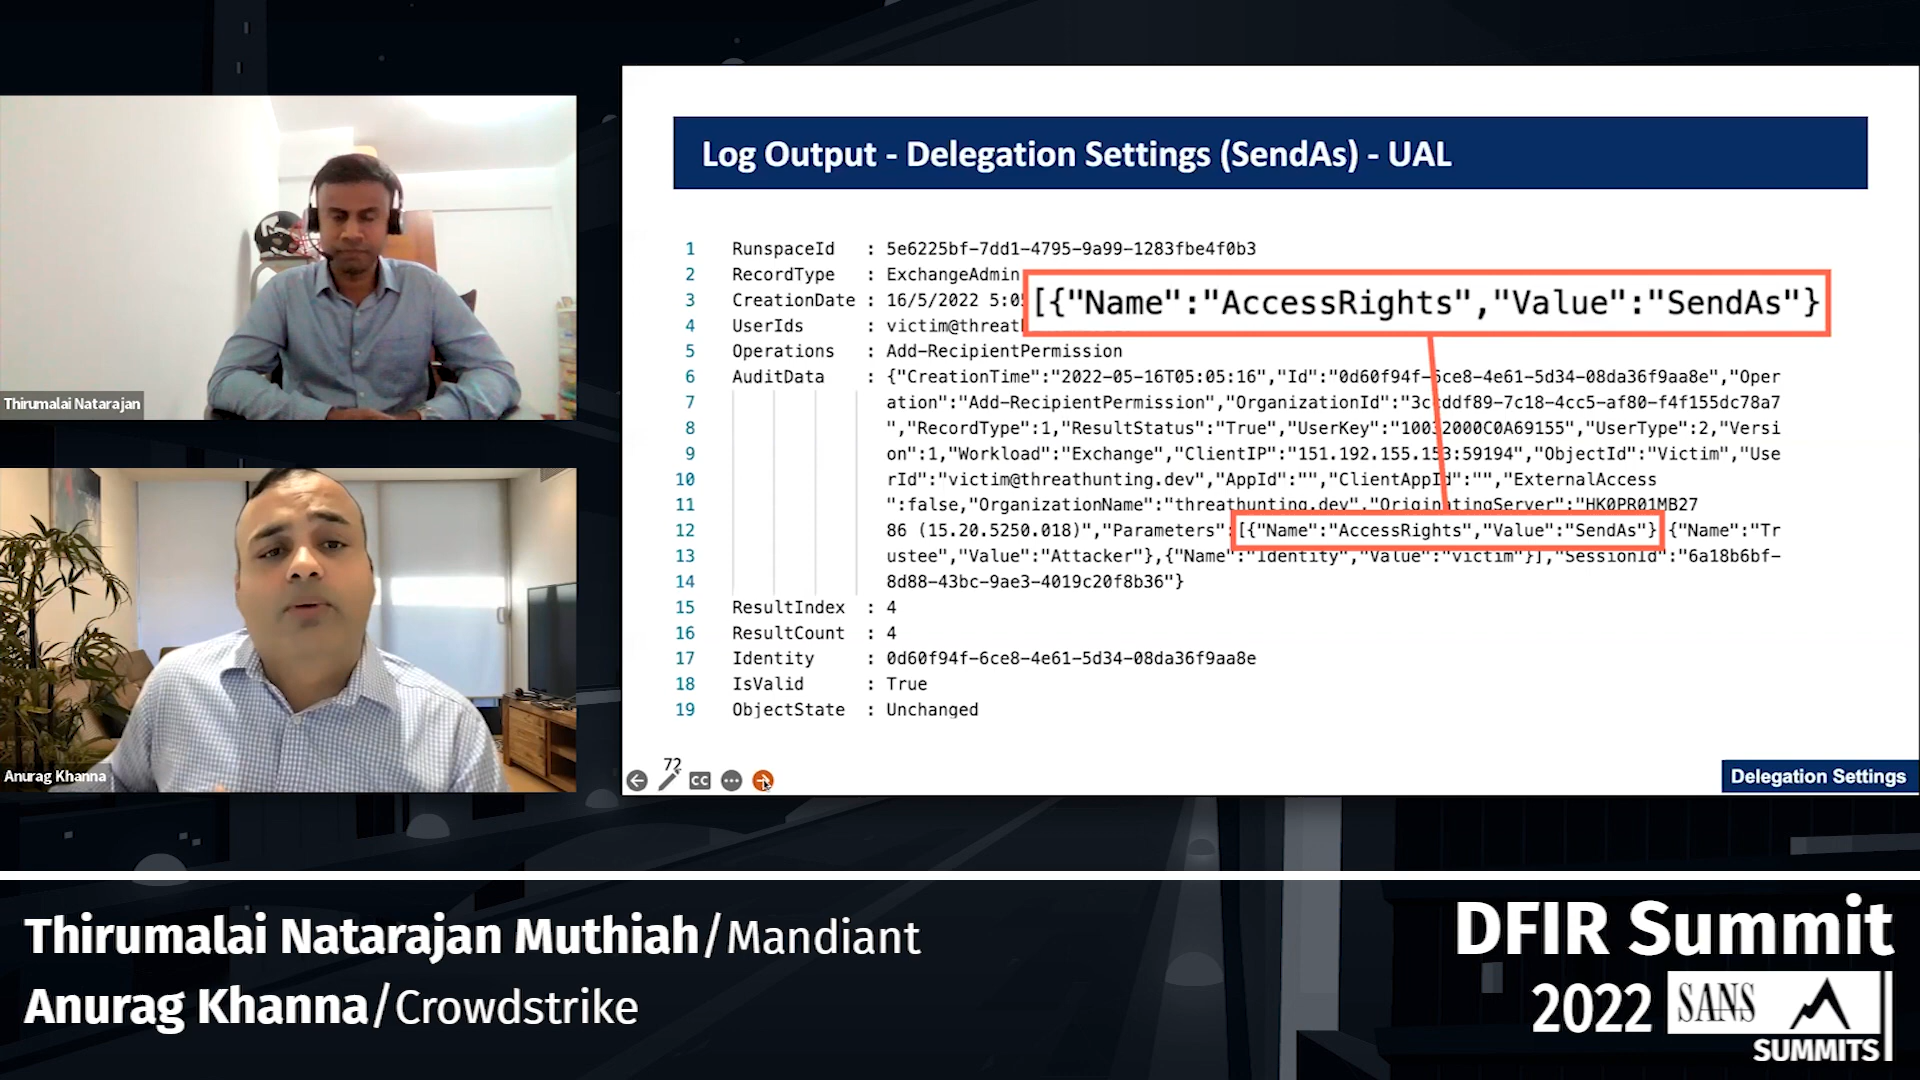 Thirumalai Natarajan
Anurag Khanna
Log Output - Delegation Settings (SendAs) - UAL
1 RunspaceId : 5e6225bf-7dd1-4795-9a99-1283fbe4f0b3
2 RecordType : ExchangeAdmin
[{"Name":"AccessRights","Value":"SendAs"}
3 CreationDate : 16/5/2022 5:05
4 UserIds : victim@threath
5 Operations : Add-RecipientPermission
6 AuditData : {"CreationTime":"2022-05-16T05:05:16","Id":"0d60f94f-6ce8-4e61-5d34-08da36f9aa8e","Oper
7 ation":"Add-RecipientPermission","OrganizationId":"3ccddf89-7c18-4cc5-af80-f4f155dc78a7
8 ","RecordType":1,"ResultStatus":"True","UserKey":"10032000C0A69155","UserType":2,"Versi
9 on":1,"Workload":"Exchange","ClientIP":"151.192.155.153:59194","ObjectId":"Victim","Use
10 rId":"victim@threathunting.dev","AppId":"","ClientAppId":"","ExternalAccess
11 ":false,"OrganizationName":"threathunting.dev","OriginatingServer":"HK0PR01MB27
12 86 (15.20.5250.018)","Parameters":[{"Name":"AccessRights","Value":"SendAs"},{"Name":"Tr
13 ustee","Value":"Attacker"},{"Name":"Identity","Value":"victim"}],"SessionId":"6a18b6bf-
14 8d88-43bc-9ae3-4019c20f8b36"}
15 ResultIndex : 4
16 ResultCount : 4
17 Identity : 0d60f94f-6ce8-4e61-5d34-08da36f9aa8e
18 IsValid : True
19 ObjectState : Unchanged
72
CC
Delegation Settings
Thirumalai Natarajan Muthiah/Mandiant
Anurag Khanna/Crowdstrike
DFIR Summit
2022 SANS
SUMMITS